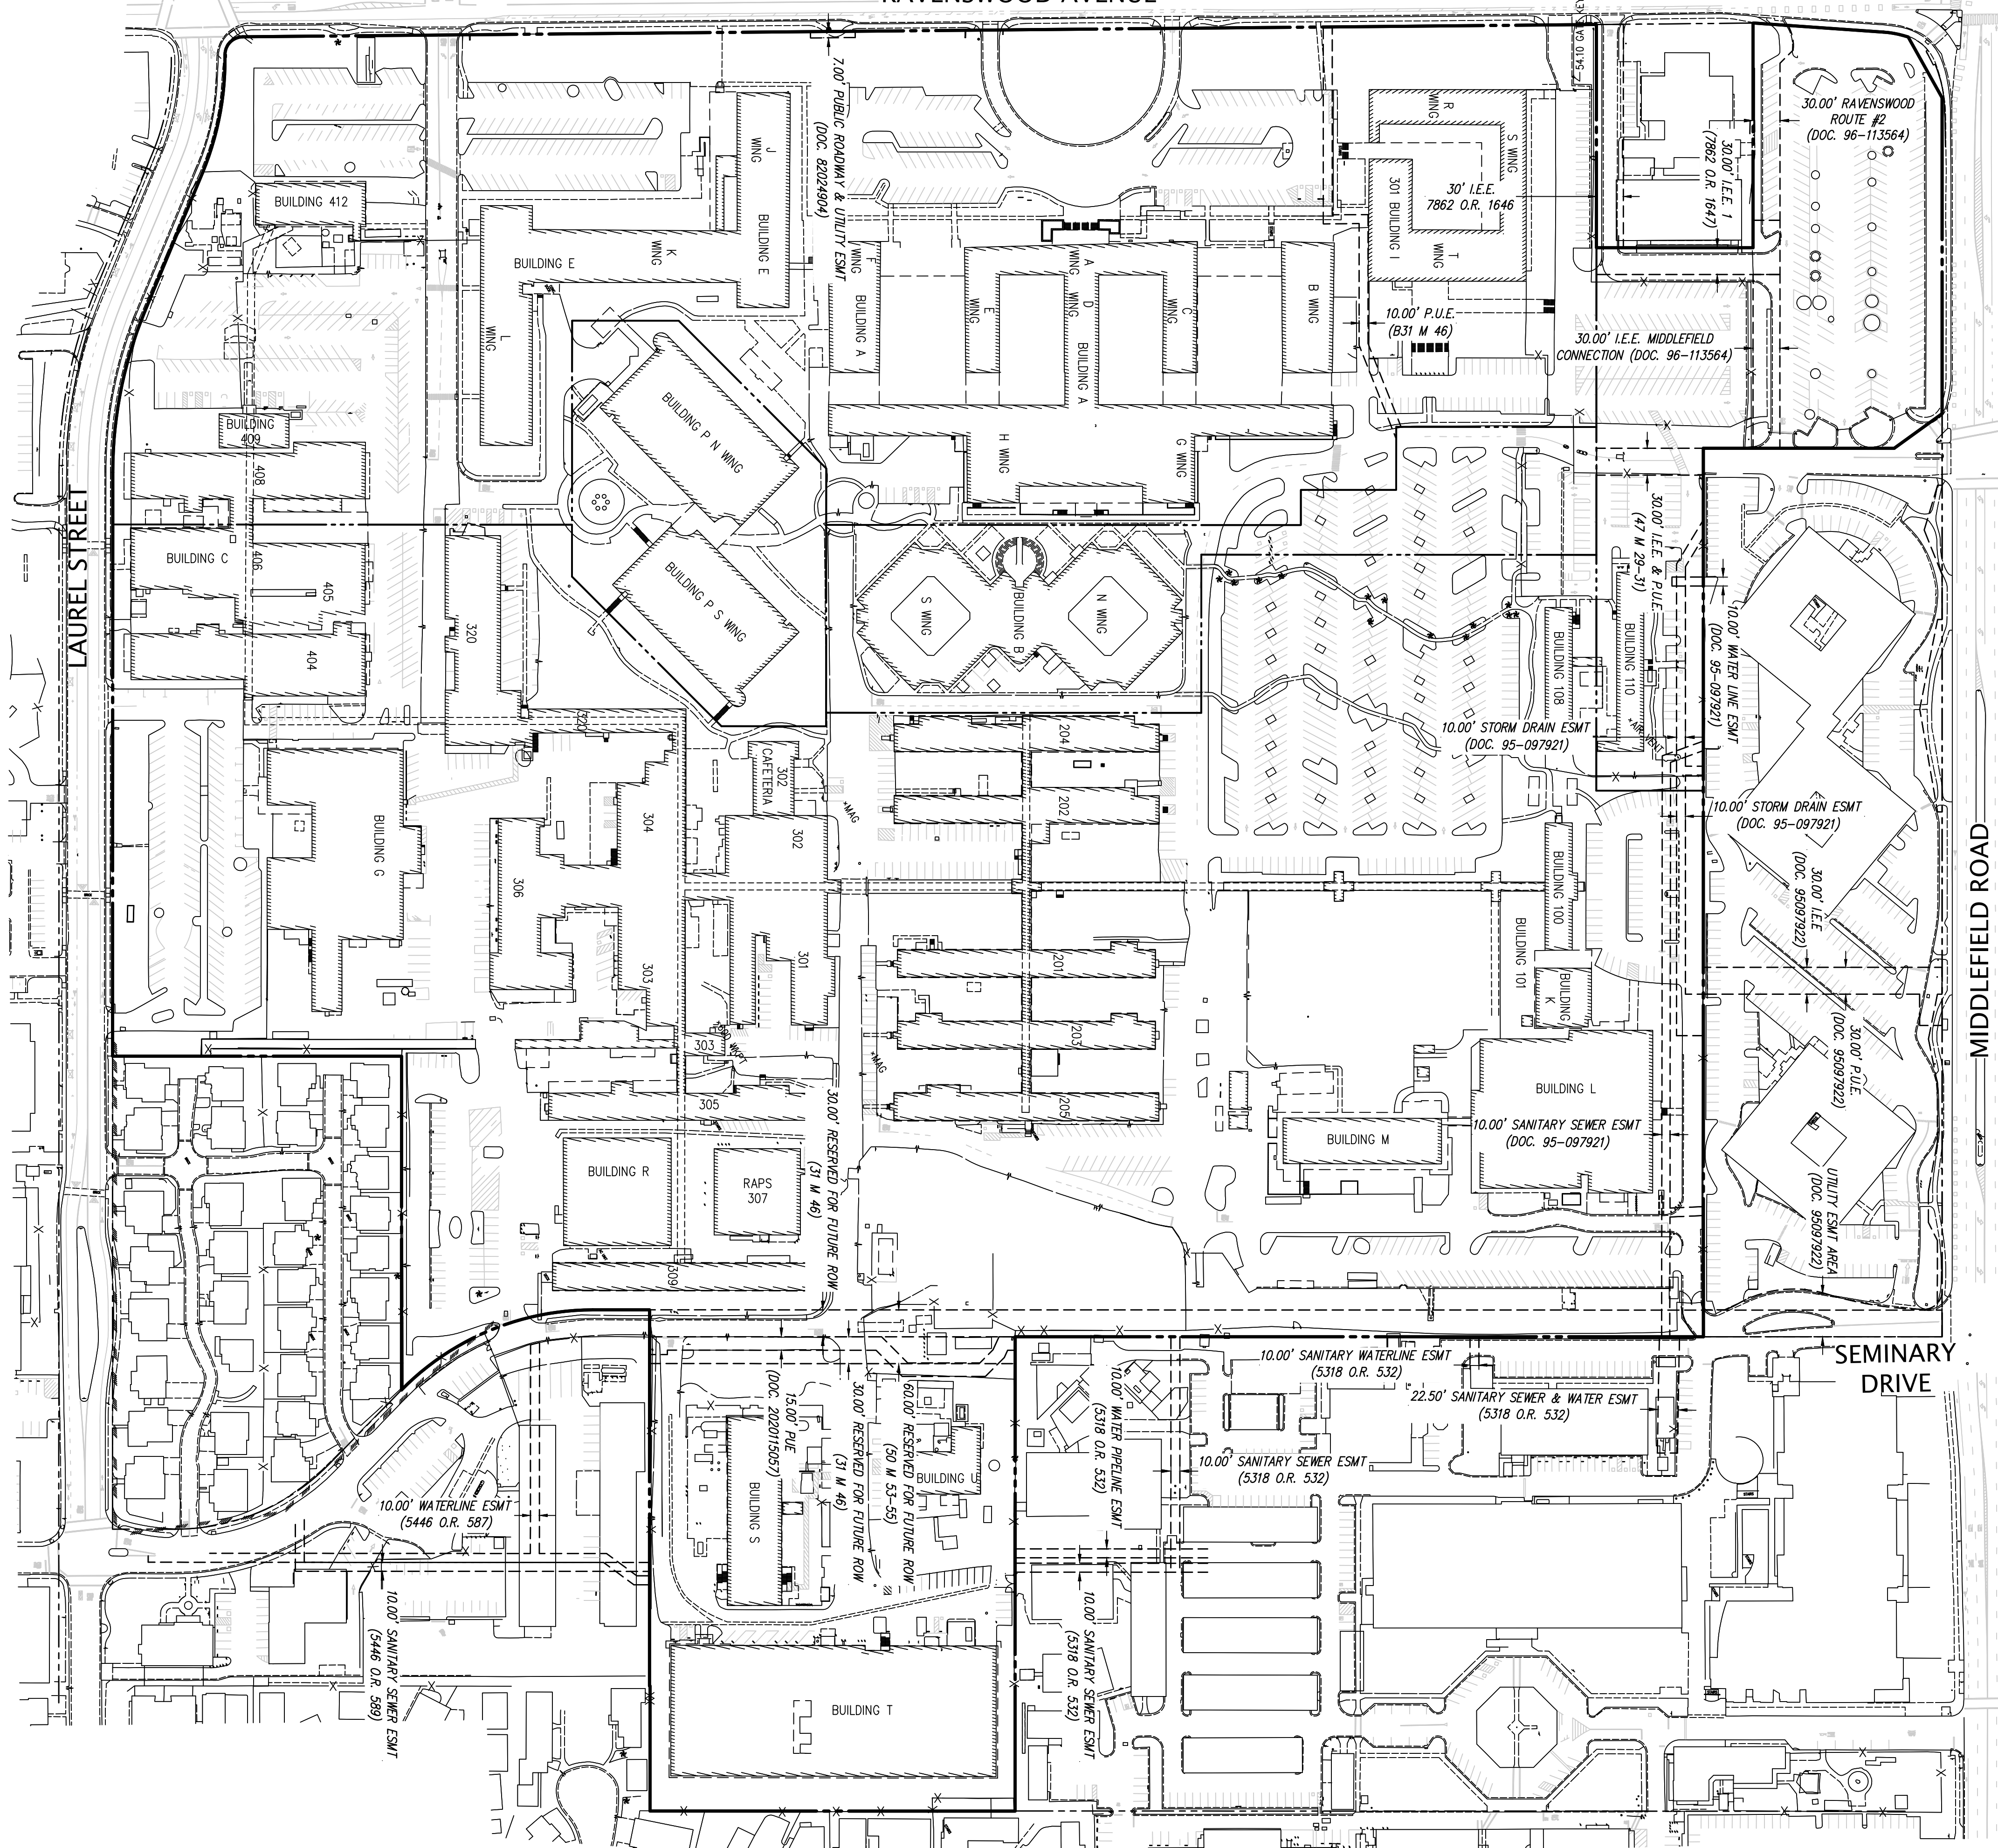 RAVENSWOOD AVENUE
7.00' PUBLIC ROADWAY & UTILITY ESMT
(DOC. 82024904)
30.00' RAVENSWOOD
ROUTE #2
(DOC. 96-113564)
30.00' I.E.E. 1
(7862 O.R. 1647)
R
WING
S WING
301 BUILDING I
T
WING
30' I.E.E.
7862 O.R. 1646
10.00' P.U.E.
(B31 M 46)
30.00' I.E.E. MIDDLEFIELD
CONNECTION (DOC. 96-113564)
BUILDING 412
J
WING
BUILDING E
K
WING
BUILDING E
L
WING
F
WING
BUILDING A
E
WING
A
WING
D
WING
BUILDING A
C
WING
B WING
H WING
G WING
BUILDING P N WING
BUILDING P S WING
BUILDING
409
408
BUILDING C
406
405
404
320
320
LAUREL STREET
S WING
BUILDING B
N WING
30.00' I.E.E. & P.U.E.
(47 M 29-31)
10.00' WATER LINE ESMT
(DOC. 95-097921)
BUILDING 108
BUILDING 110
*AIR VENT
10.00' STORM DRAIN ESMT
(DOC. 95-097921)
10.00' STORM DRAIN ESMT
(DOC. 95-097921)
BUILDING G
304
306
303
302
CAFETERIA
302
301
*MAG
204
202
201
203
205
*MAG
303
305
BUILDING R
RAPS
307
309
30.00' RESERVED FOR FUTURE ROW
(31 M 46)
BUILDING 100
BUILDING 101
BUILDING
K
BUILDING L
BUILDING M
10.00' SANITARY SEWER ESMT
(DOC. 95-097921)
30.00' I.E.E
(DOC. 95097922)
30.00' P.U.E.
(DOC. 95097922)
UTILITY ESMT AREA
(DOC. 95097922)
MIDDLEFIELD ROAD
SEMINARY
DRIVE
10.00' SANITARY WATERLINE ESMT
(5318 O.R. 532)
22.50' SANITARY SEWER & WATER ESMT
(5318 O.R. 532)
10.00' SANITARY SEWER ESMT
(5318 O.R. 532)
10.00' WATER PIPELINE ESMT
(5318 O.R. 532)
15.00' PUE
(DOC. 2020115057)
30.00' RESERVED FOR FUTURE ROW
(31 M 46)
60.00' RESERVED FOR FUTURE ROW
(50 M 53-55)
BUILDING U
BUILDING S
10.00' WATERLINE ESMT
(5446 O.R. 587)
10.00' SANITARY SEWER ESMT
(5446 O.R. 589)
10.00' SANITARY SEWER ESMT
(5318 O.R. 532)
BUILDING T